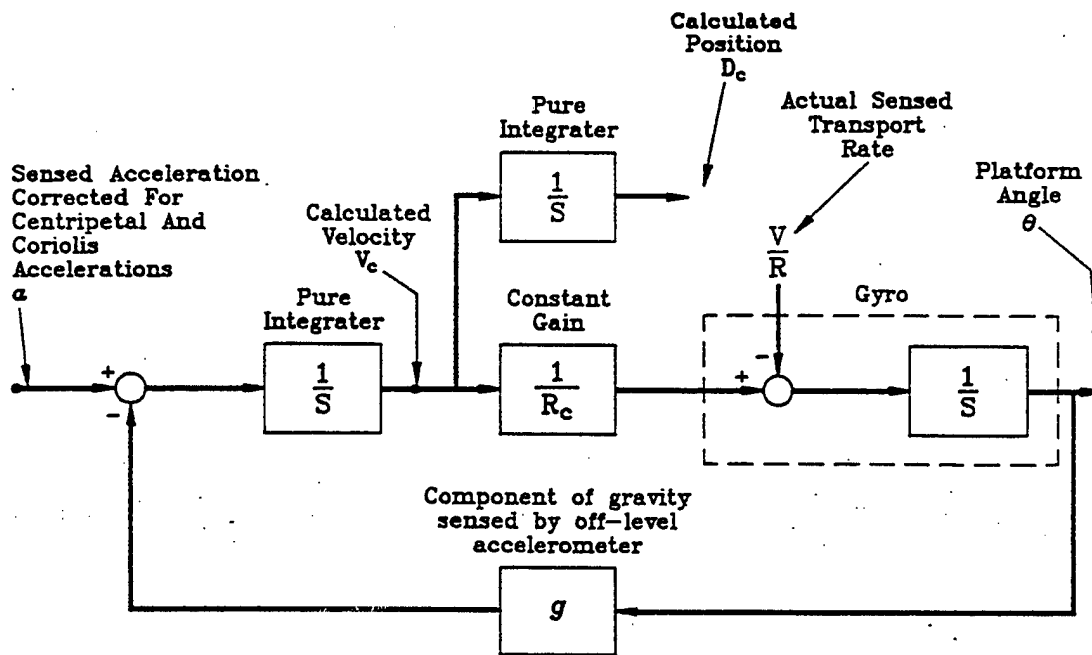 Calculated
Position
D_c
Pure
Integrater
1
S
Actual Sensed
Transport
Rate
V
R
Platform
Angle
θ
Sensed Acceleration
Corrected For
Centripetal And
Coriolis
Accelerations
a
Calculated
Velocity
V_c
Pure
Integrater
1
S
Constant
Gain
1
R_c
Gyro
1
S
+
-
+
-
Component of gravity
sensed by off-level
accelerometer
g